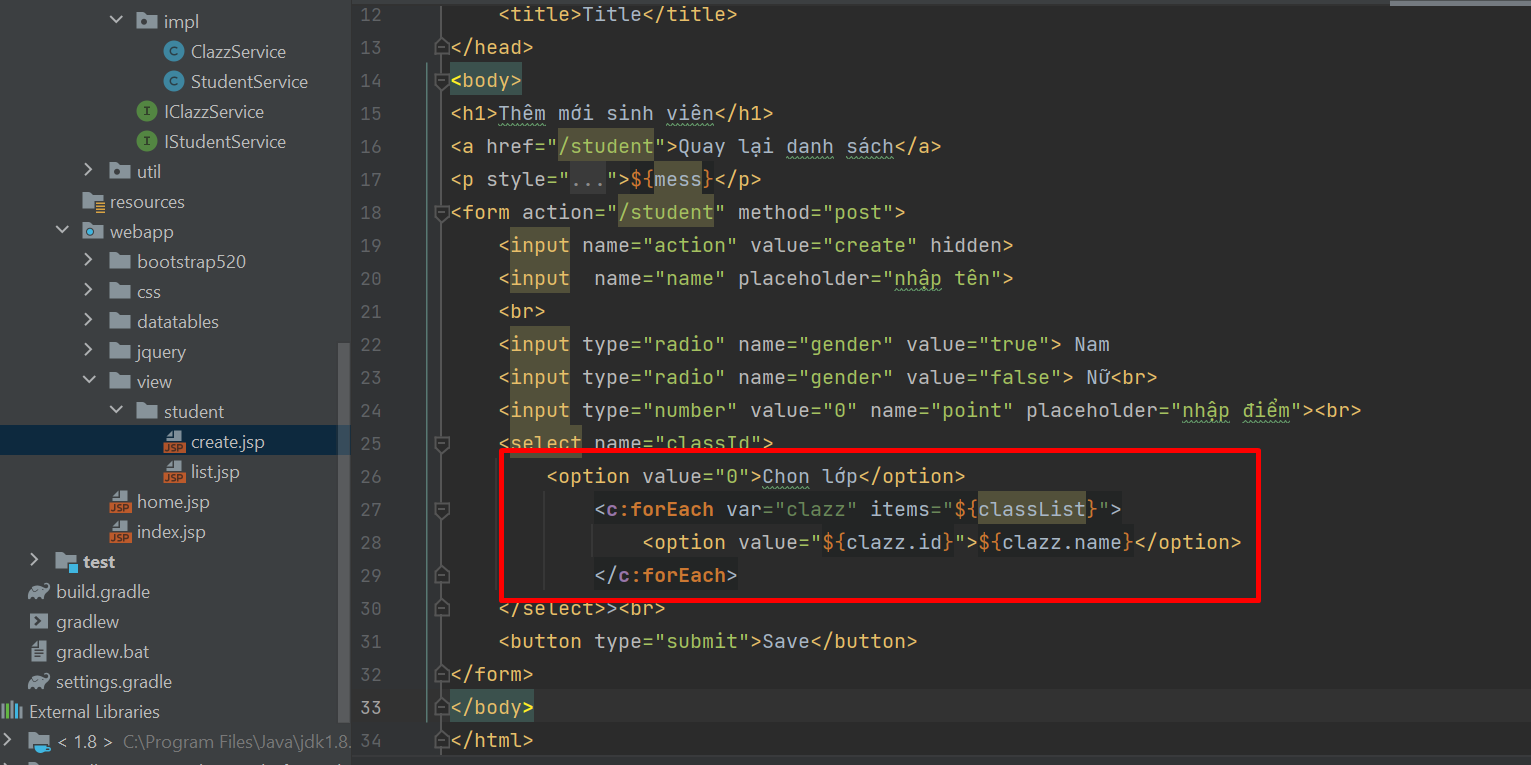 impl
ClazzService
StudentService
IClazzService
IStudentService
util
resources
webapp
bootstrap520
css
datatables
jquery
view
student
create.jsp
list.jsp
home.jsp
index.jsp
test
build.gradle
gradlew
gradlew.bat
settings.gradle
External Libraries
< 1.8 > C:\Program Files\Java\jdk1.8.
12 <title>Title</title>
13 </head>
14 <body>
15 <h1>Thêm mới sinh viên</h1>
16 <a href="/student">Quay lại danh sách</a>
17 <p style="...">${mess}</p>
18 <form action="/student" method="post">
19 <input name="action" value="create" hidden>
20 <input  name="name" placeholder="nhập tên">
21 <br>
22 <input type="radio" name="gender" value="true"> Nam
23 <input type="radio" name="gender" value="false"> Nữ<br>
24 <input type="number" value="0" name="point" placeholder="nhập điểm"><br>
25 <select name="classId">
26 <option value="0">Chon lớp</option>
27 <c:forEach var="clazz" items="${classList}">
28 <option value="${clazz.id}">${clazz.name}</option>
29 </c:forEach>
30 </select>><br>
31 <button type="submit">Save</button>
32 </form>
33 </body>
34 </html>